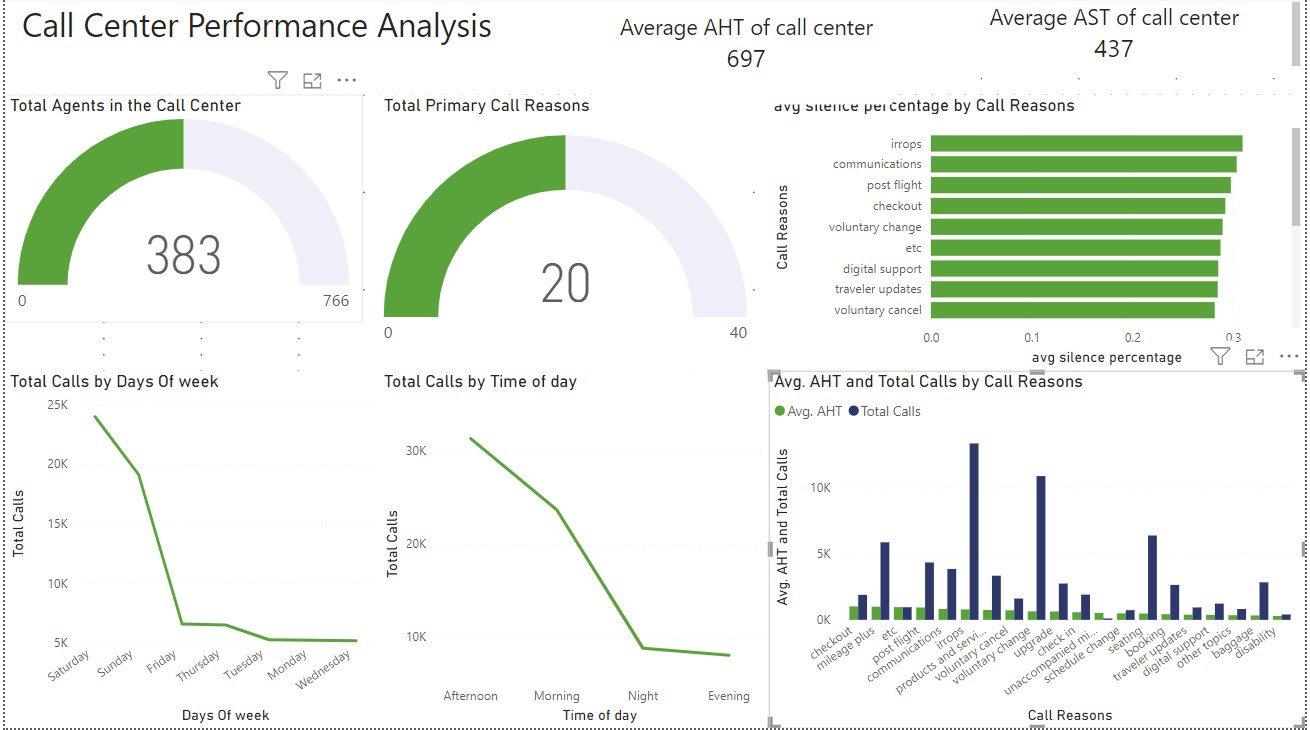 Call Center Performance Analysis
Average AHT of call center
697
Average AST of call center
437
Total Agents in the Call Center
383
0
766
Total Primary Call Reasons
20
0
40
avg silence percentage by Call Reasons
Call Reasons
irrops
communications
post flight
checkout
voluntary change
etc
digital support
traveler updates
voluntary cancel
0.0
0.1
0.2
0.3
avg silence percentage
Total Calls by Days Of week
Total Calls
25K
20K
15K
10K
5K
Saturday
Sunday
Friday
Thursday
Tuesday
Monday
Wednesday
Days Of week
Total Calls by Time of day
Total Calls
30K
20K
10K
Afternoon
Morning
Night
Evening
Time of day
Avg. AHT and Total Calls by Call Reasons
Avg. AHT
Total Calls
Avg. AHT and Total Calls
10K
5K
0K
checkout
mileage plus
etc
post flight
communications
irrops
products and servi...
voluntary cancel
voluntary change
upgrade
check in
unaccompanied mi...
schedule change
seating
booking
traveler updates
digital support
other topics
baggage
disability
Call Reasons